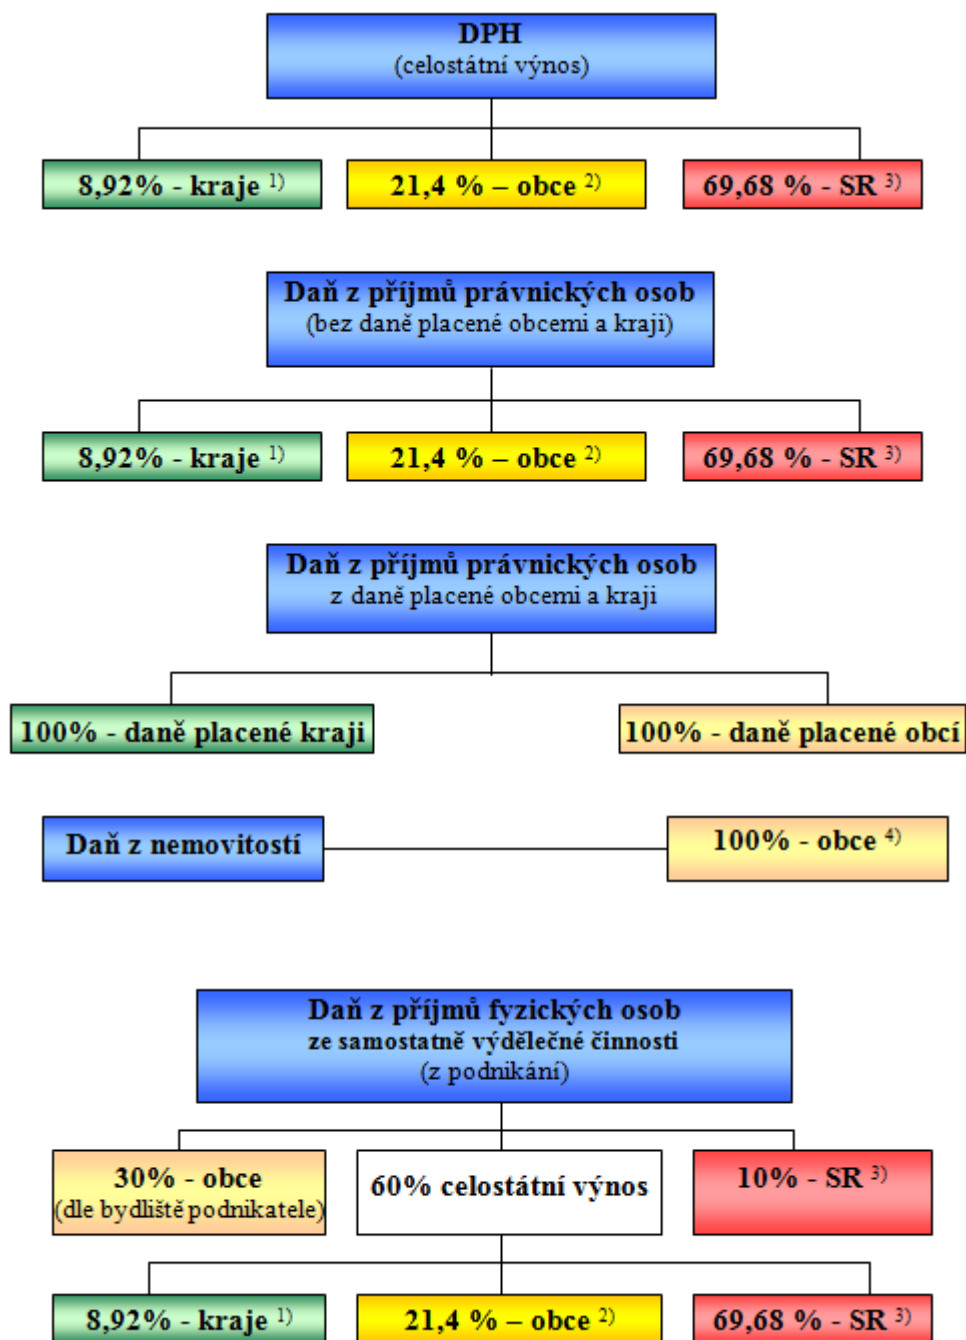 DPH
(celostátní výnos)
8,92% - kraje 1)
21,4 % – obce 2)
69,68 % - SR 3)
Daň z příjmů právnických osob
(bez daně placené obcemi a kraji)
8,92% - kraje 1)
21,4 % – obce 2)
69,68 % - SR 3)
Daň z příjmů právnických osob
z daně placené obcemi a kraji
100% - daně placené kraji
100% - daně placené obcí
Daň z nemovitostí
100% - obce 4)
Daň z příjmů fyzických osob
ze samostatně výdělečné činnosti
(z podnikání)
30% - obce
(dle bydliště podnikatele)
60% celostátní výnos
10% - SR 3)
8,92% - kraje 1)
21,4 % – obce 2)
69,68 % - SR 3)